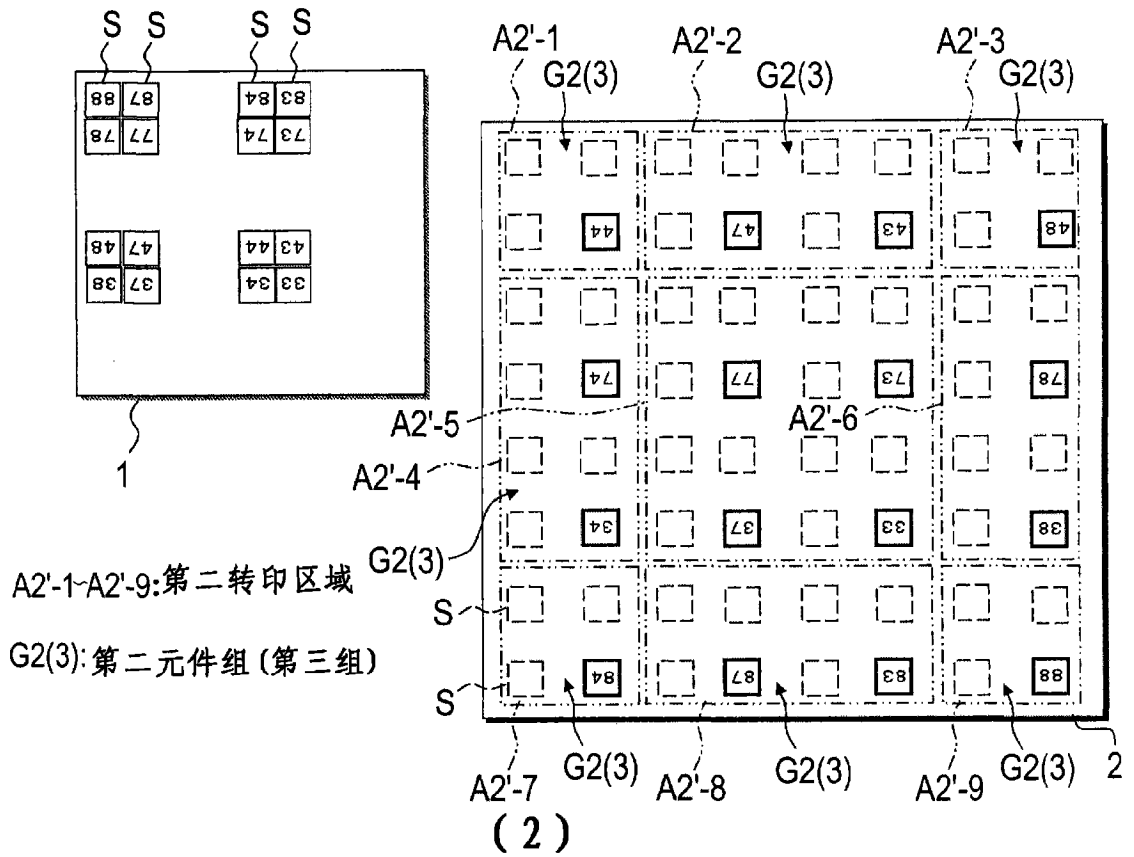 S S S S
88 87 84 83
78 77 74 73
48 47 44 43
38 37 34 33
1
A2'-1~A2'-9:第二转印区域
G2(3):第二元件组(第三组)
A2'-1 A2'-2 A2'-3
G2(3) G2(3) G2(3)
44 47 43 48
74 77 73 78
A2'-5 A2'-6
A2'-4
34 37 33 38
G2(3)
S
84 87 83 88
S
G2(3) G2(3) G2(3) 2
A2'-7 A2'-8 A2'-9
(2)